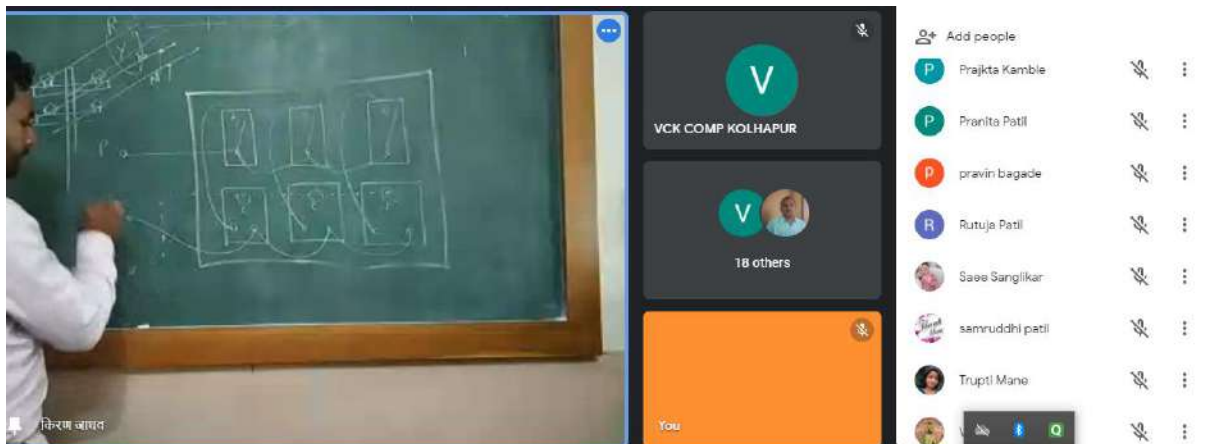 R
Y
N
P
V
VCK COMP KOLHAPUR
V
18 others
You
किरण जाधव
Add people
P Prajkta Kamble
P Pranita Patil
p pravin bagade
R Rutuja Patil
Saee Sanglikar
samruddhi patil
Trupti Mane
Q